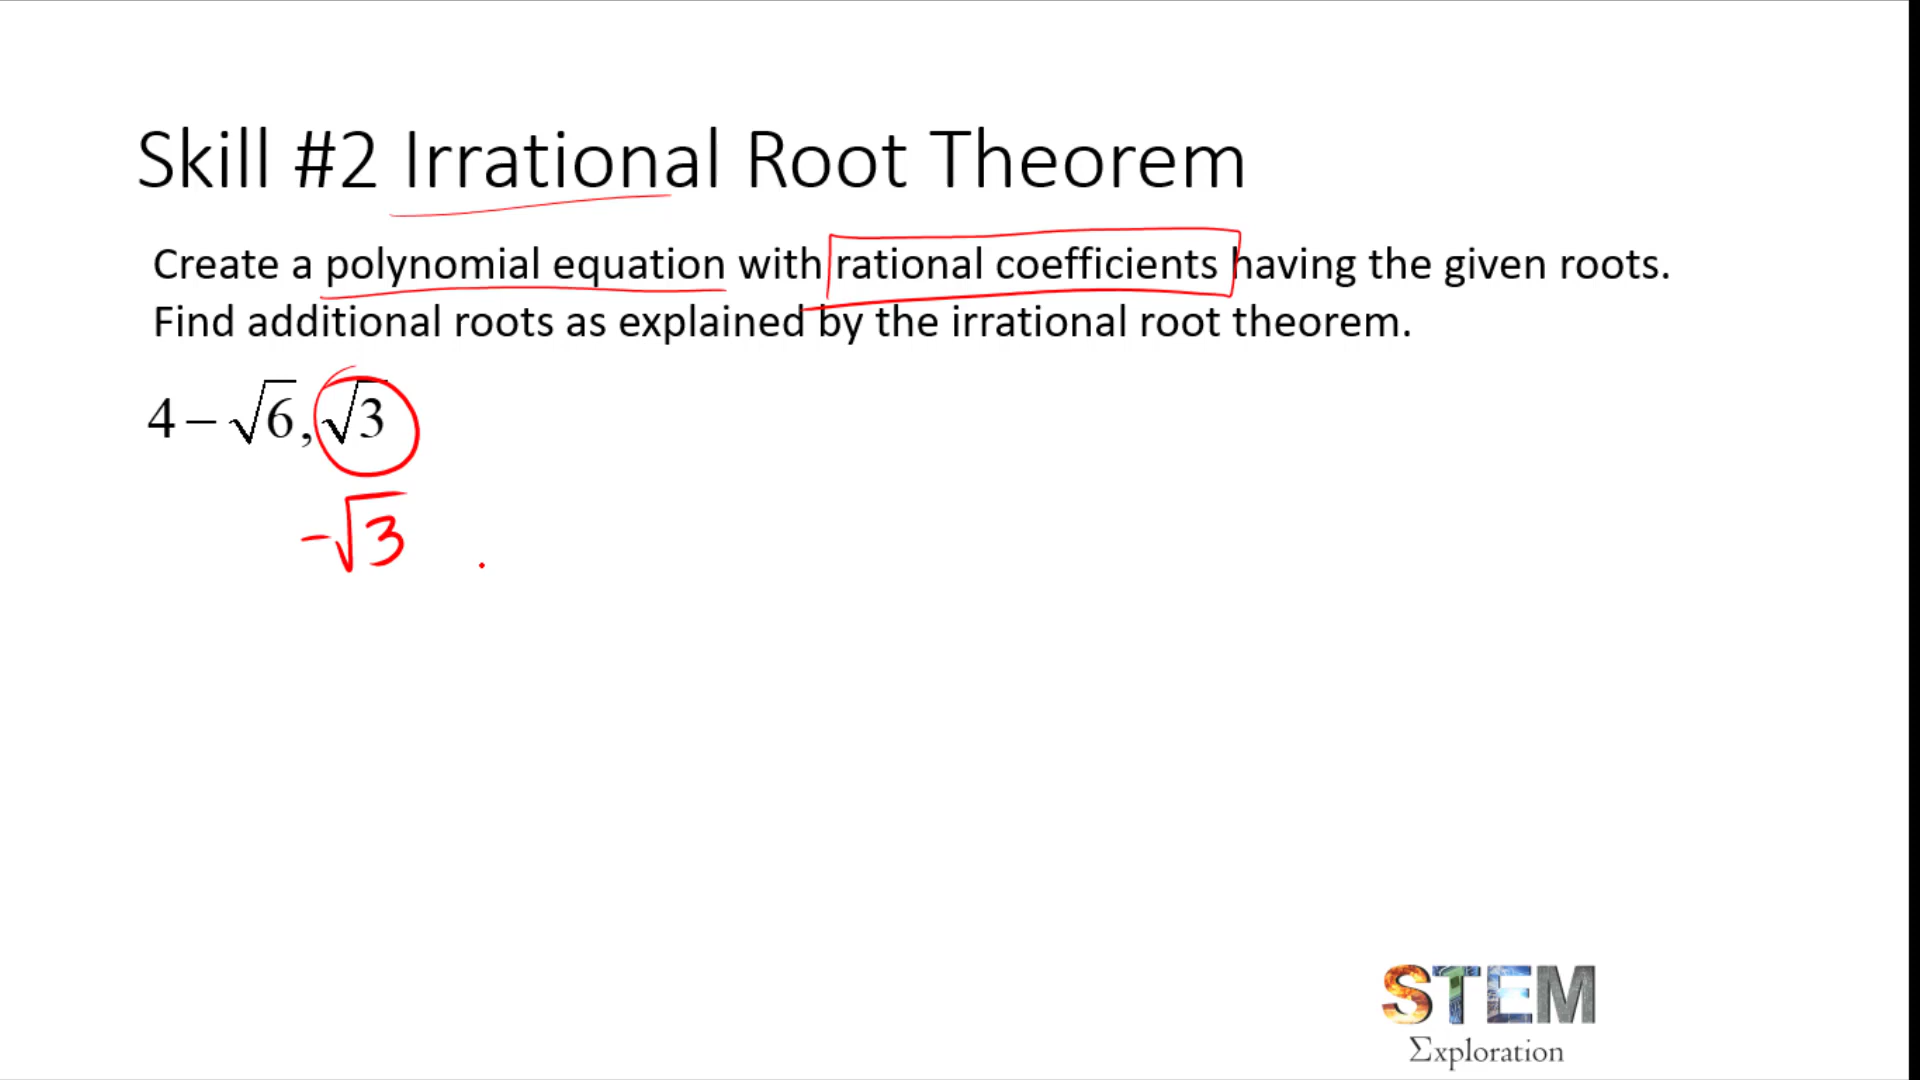 Skill #2 Irrational Root Theorem
Create a polynomial equation with rational coefficients having the given roots.
Find additional roots as explained by the irrational root theorem.
4 − √6, √3
-√3
STEM
Σxploration